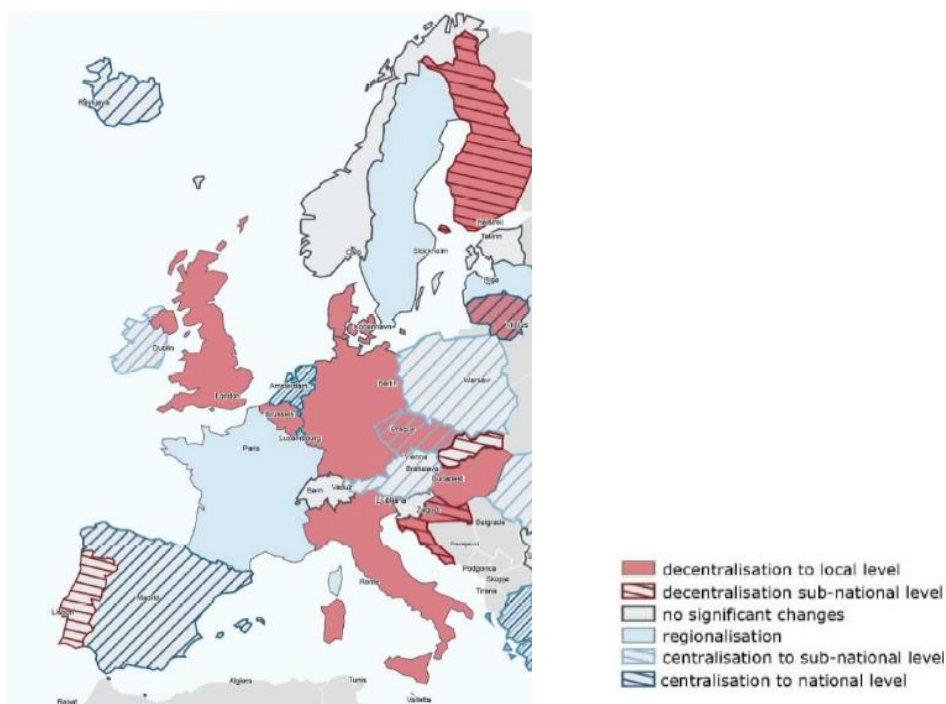 Reykjavik
Oslo
Stockholm
Helsinki
Tallinn
Riga
Vilnius
København
Dublin
London
Amsterdam
Berlin
Warsaw
Brussels
Luxembourg
Prague
Paris
Vienna
Bratislava
Budapest
Bern
Vaduz
Ljubljana
Zagreb
Belgrade
Sarajevo
Podgorica
Skopje
Tirana
Rome
Madrid
Lisbon
Algiers
Tunis
Valletta
Rabat
decentralisation to local level
decentralisation sub-national level
no significant changes
regionalisation
centralisation to sub-national level
centralisation to national level